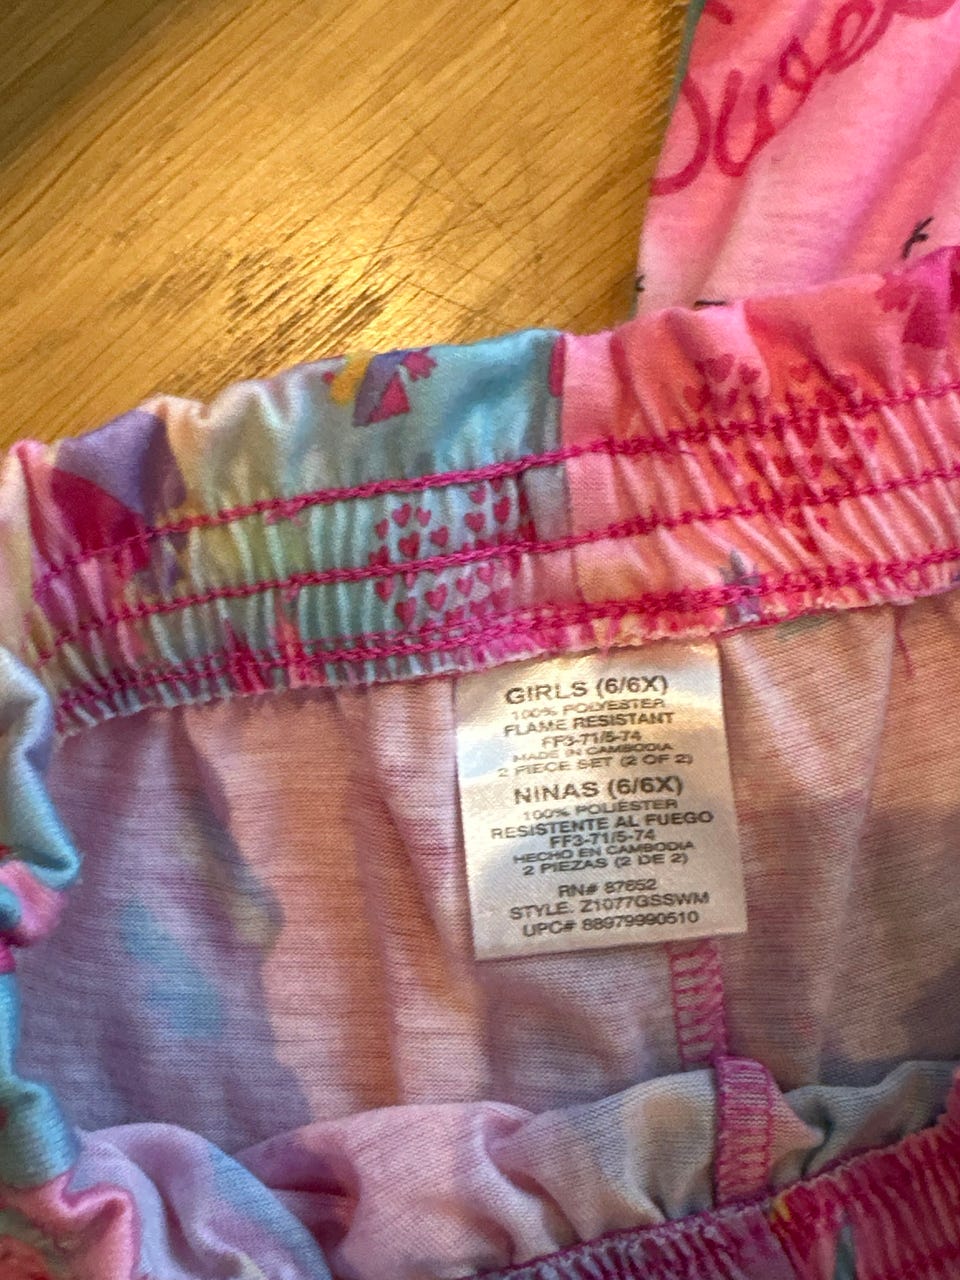 Sweet
GIRLS (6/6X)
100% POLYESTER
FLAME RESISTANT
FF3-71/5-74
MADE IN CAMBODIA
2 PIECE SET (2 OF 2)
NINAS (6/6X)
100% POLIESTER
RESISTENTE AL FUEGO
FF3-71/5-74
HECHO EN CAMBODIA
2 PIEZAS (2 DE 2)
RN# 87652
STYLE. Z1077GSSWM
UPC# 88979990510